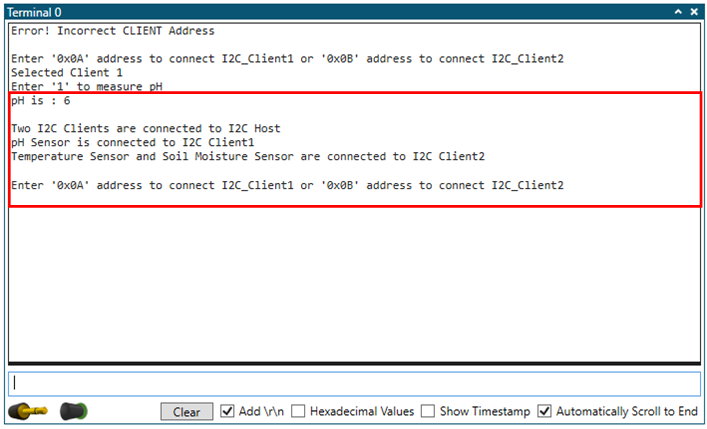 Terminal 0
Error! Incorrect CLIENT Address
Enter '0x0A' address to connect I2C_Client1 or '0x0B' address to connect I2C_Client2
Selected Client 1
Enter '1' to measure pH
pH is : 6
Two I2C Clients are connected to I2C Host
pH Sensor is connected to I2C Client1
Temperature Sensor and Soil Moisture Sensor are connected to I2C Client2
Enter '0x0A' address to connect I2C_Client1 or '0x0B' address to connect I2C_Client2
Clear Add \r\n Hexadecimal Values Show Timestamp Automatically Scroll to End